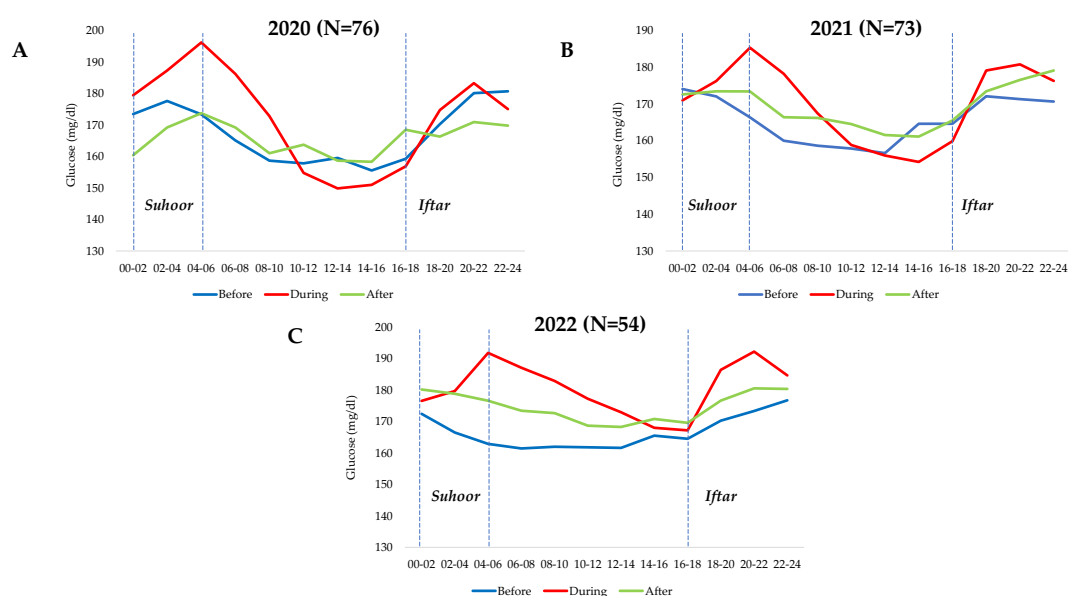 A
2020 (N=76)
Glucose (mg/dl)
200
190
180
170
160
150
140
130
Suhoor
Iftar
00-02 02-04 04-06 06-08 08-10 10-12 12-14 14-16 16-18 18-20 20-22 22-24
Before During After
B
2021 (N=73)
Glucose (mg/dl)
190
180
170
160
150
140
130
Suhoor
Iftar
00-02 02-04 04-06 06-08 08-10 10-12 12-14 14-16 16-18 18-20 20-22 22-24
Before During After
C
2022 (N=54)
Glucose (mg/dl)
200
190
180
170
160
150
140
130
Suhoor
Iftar
00-02 02-04 04-06 06-08 08-10 10-12 12-14 14-16 16-18 18-20 20-22 22-24
Before During After